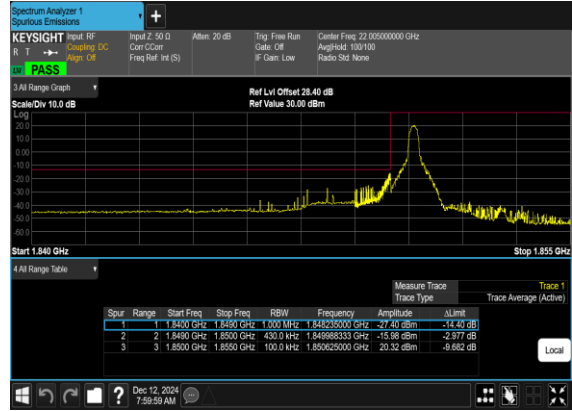 Spectrum Analyzer 1
Spurious Emissions
+
KEYSIGHT Input: RF
R T Coupling: DC
Align: Off
Input Z: 50 Ω
Corr CCorr
Freq Ref: Int (S)
Atten: 20 dB
Trig: Free Run
Gate: Off
IF Gain: Low
Center Freq: 22.005000000 GHz
Avg|Hold: 100/100
Radio Std: None
PASS
3 All Range Graph
Scale/Div 10.0 dB
Ref Lvl Offset 28.40 dB
Ref Value 30.00 dBm
Log
20.0
10.0
0.00
-10.0
-20.0
-30.0
-40.0
-50.0
-60.0
Start 1.840 GHz
Stop 1.855 GHz
4 All Range Table
Measure Trace Trace 1
Trace Type Trace Average (Active)
Spur Range Start Freq Stop Freq RBW Frequency Amplitude ΔLimit
1 1 1.8400 GHz 1.8490 GHz 1.000 MHz 1.848235000 GHz -27.40 dBm -14.40 dB
2 2 1.8490 GHz 1.8500 GHz 430.0 kHz 1.849988333 GHz -15.98 dBm -2.977 dB
3 3 1.8500 GHz 1.8550 GHz 100.0 kHz 1.850625000 GHz 20.32 dBm -9.682 dB
Local
?
Dec 12, 2024
7:59:59 AM